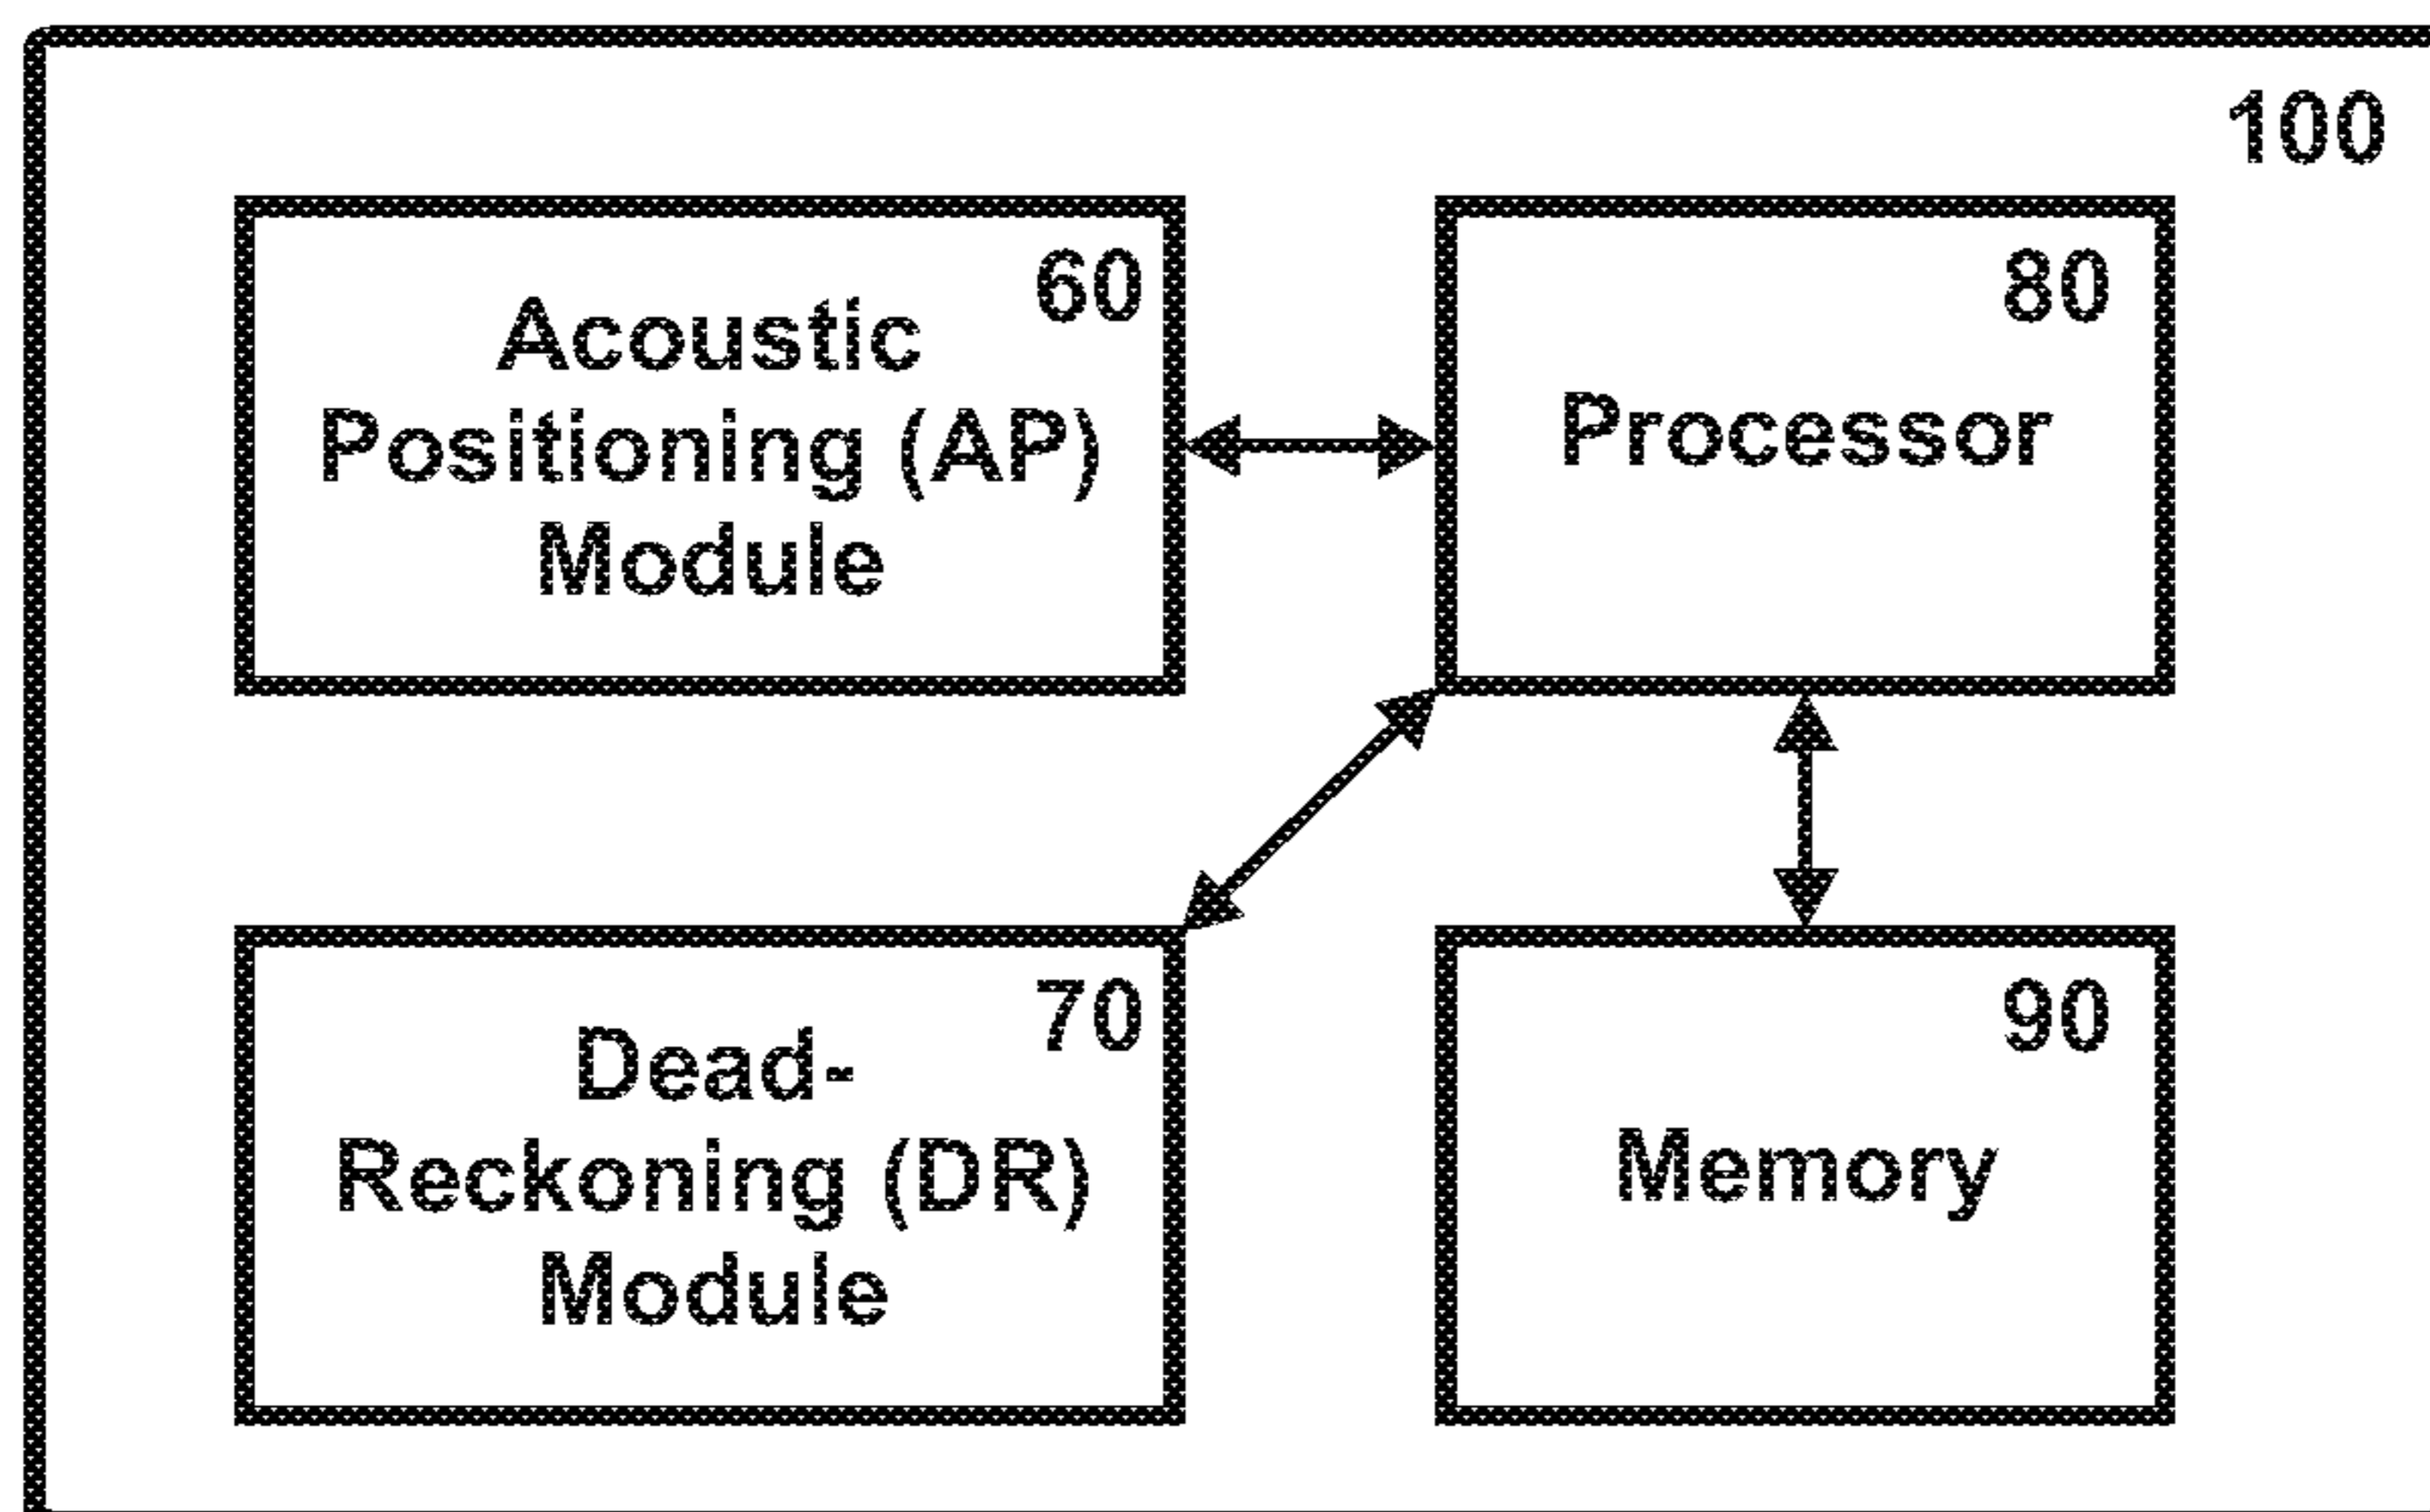 100
60
Acoustic
Positioning (AP)
Module
80
Processor
70
Dead-
Reckoning (DR)
Module
90
Memory